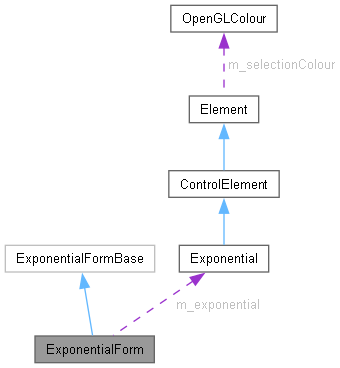 OpenGLColour
m_selectionColour
Element
ControlElement
ExponentialFormBase
Exponential
m_exponential
ExponentialForm